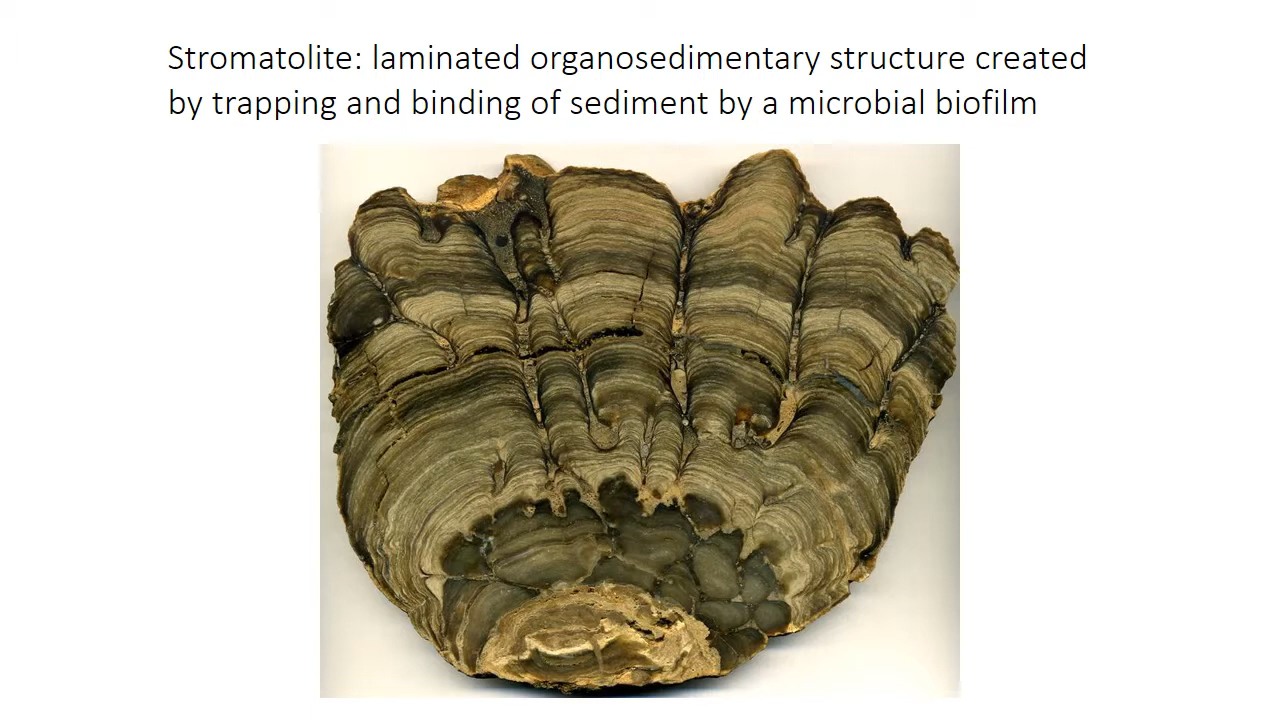 Stromatolite: laminated organosedimentary structure created
by trapping and binding of sediment by a microbial biofilm